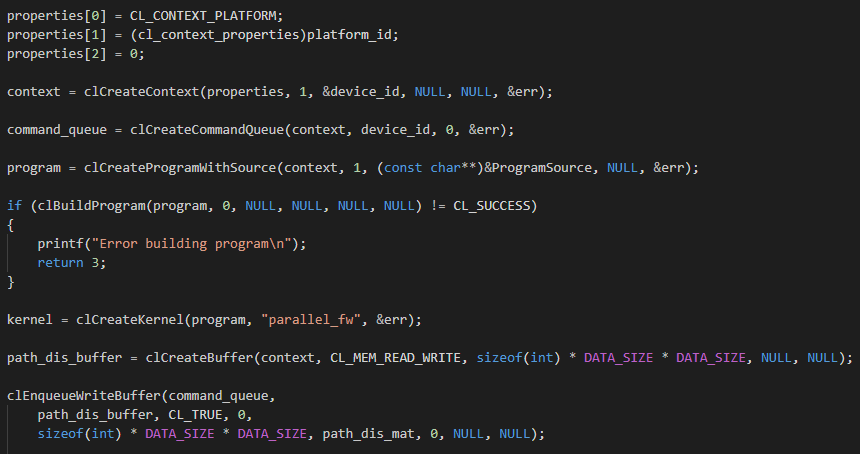 properties[0] = CL_CONTEXT_PLATFORM;
properties[1] = (cl_context_properties)platform_id;
properties[2] = 0;
context = clCreateContext(properties, 1, &device_id, NULL, NULL, &err);
command_queue = clCreateCommandQueue(context, device_id, 0, &err);
program = clCreateProgramWithSource(context, 1, (const char**)&ProgramSource, NULL, &err);
if (clBuildProgram(program, 0, NULL, NULL, NULL, NULL) != CL_SUCCESS)
{
    printf("Error building program\n");
    return 3;
}
kernel = clCreateKernel(program, "parallel_fw", &err);
path_dis_buffer = clCreateBuffer(context, CL_MEM_READ_WRITE, sizeof(int) * DATA_SIZE * DATA_SIZE, NULL, NULL);
clEnqueueWriteBuffer(command_queue,
    path_dis_buffer, CL_TRUE, 0,
    sizeof(int) * DATA_SIZE * DATA_SIZE, path_dis_mat, 0, NULL, NULL);